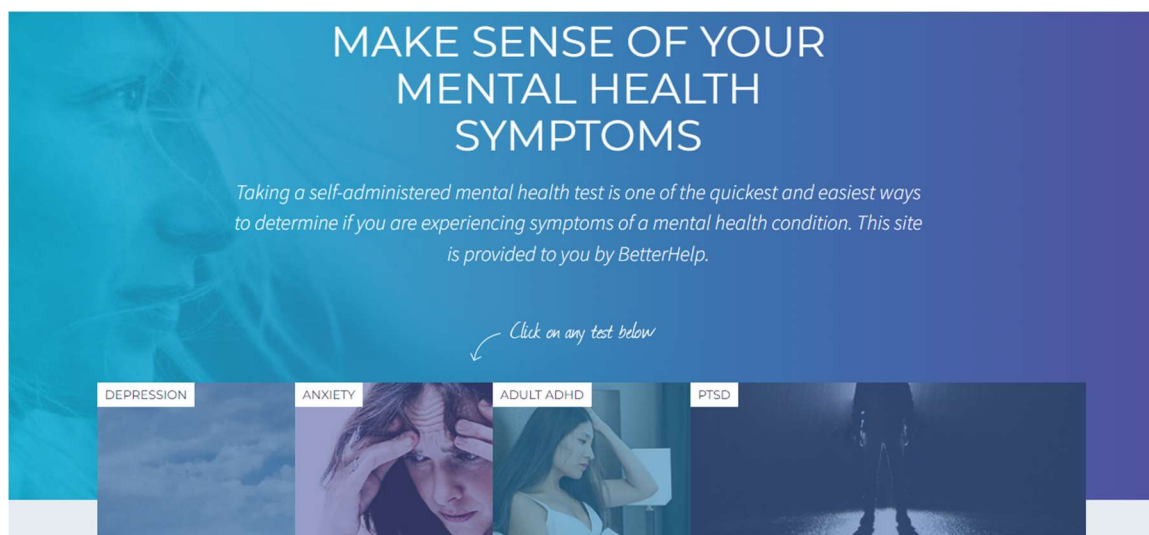 MAKE SENSE OF YOUR
MENTAL HEALTH
SYMPTOMS
Taking a self-administered mental health test is one of the quickest and easiest ways
to determine if you are experiencing symptoms of a mental health condition. This site
is provided to you by BetterHelp.
Click on any test below
DEPRESSION
ANXIETY
ADULT ADHD
PTSD